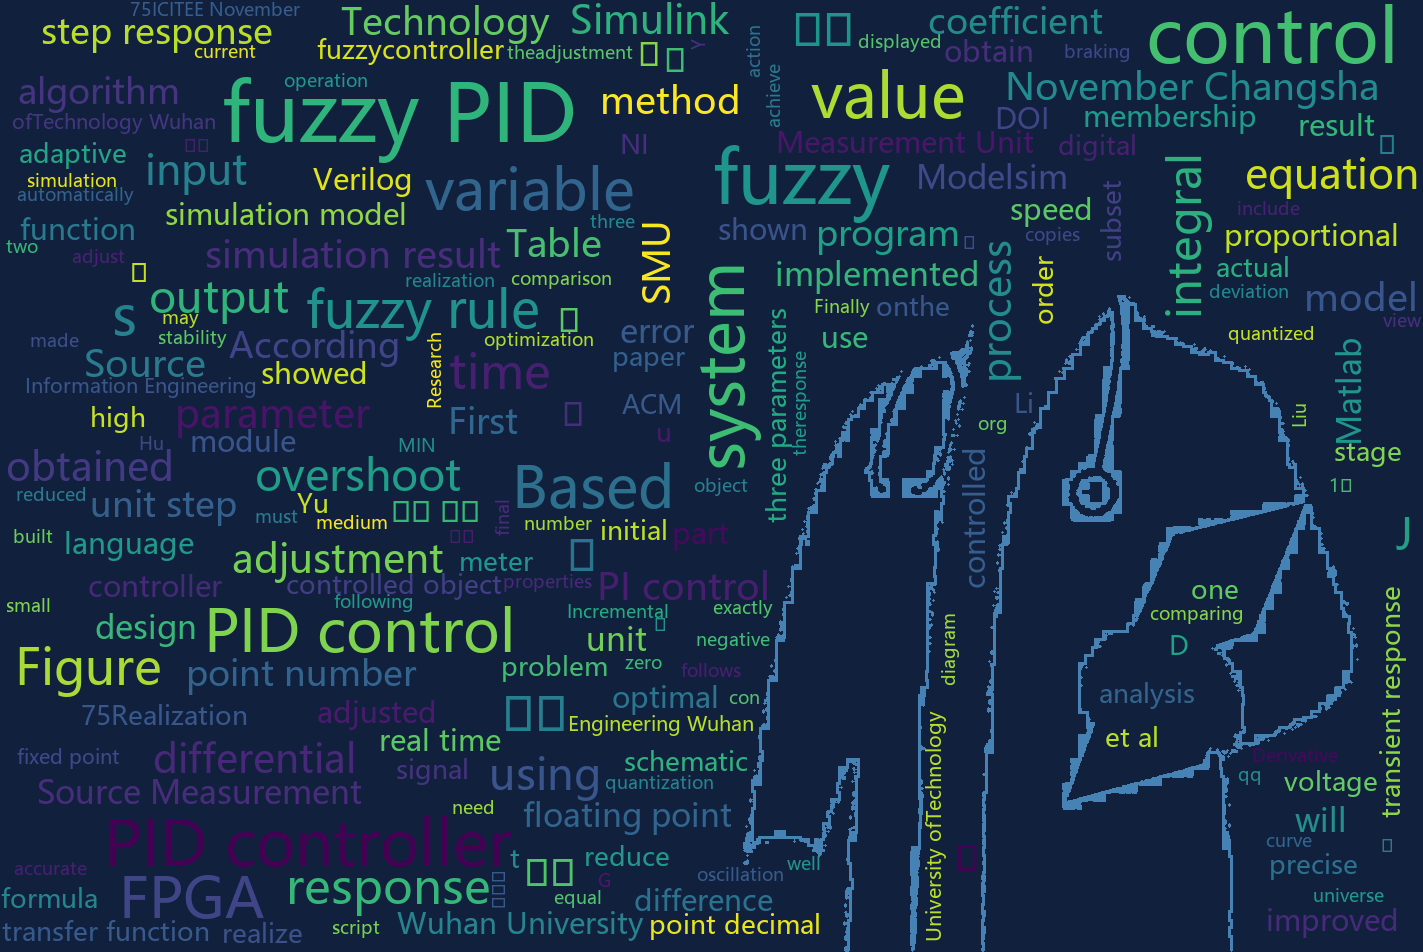 75ICITEE November
Technology
Simulink
coefficient
control
step response
current
fuzzycontroller
theadjustment
Y
action
displayed
obtain
braking
algorithm
operation
fuzzy PID
method
achieve
value
November Changsha
ofTechnology Wuhan
NI
DOI
membership
result
adaptive
Measurement Unit
digital
simulation
input
Verilog
variable
fuzzy
Modelsim
integral
equation
automatically
simulation model
speed
subset
include
function
three
shown
program
copies
proportional
two
adjust
simulation result
Table
SMU
process
order
actual
realization
comparison
system
implemented
deviation
s
output
fuzzy rule
Finally
onthe
model
may
error
three parameters
view
made
stability
According
Research
optimization
paper
use
quantized
Source
showed
time
theresponse
Matlab
Information Engineering
high
parameter
First
ACM
Li
Liu
Hu
module
MIN
u
org
stage
obtained
overshoot
Based
object
controlled
reduced
unit step
Yu
must
medium
final
number
initial
part
J
built
language
adjustment
meter
controller
controlled object
properties
PI control
small
following
Incremental
exactly
one
comparing
design
PID control
unit
negative
diagram
D
transient response
Figure
point number
problem
zero
follows
optimal
con
analysis
75Realization
adjusted
Engineering Wuhan
University ofTechnology
et al
real time
fixed point
differential
signal
using
schematic
quantization
Derivative
qq
voltage
Source Measurement
need
floating point
will
PID controller
t
reduce
well
curve
accurate
precise
FPGA
response
G
oscillation
formula
equal
difference
universe
transfer function
realize
script
Wuhan University
point decimal
improved